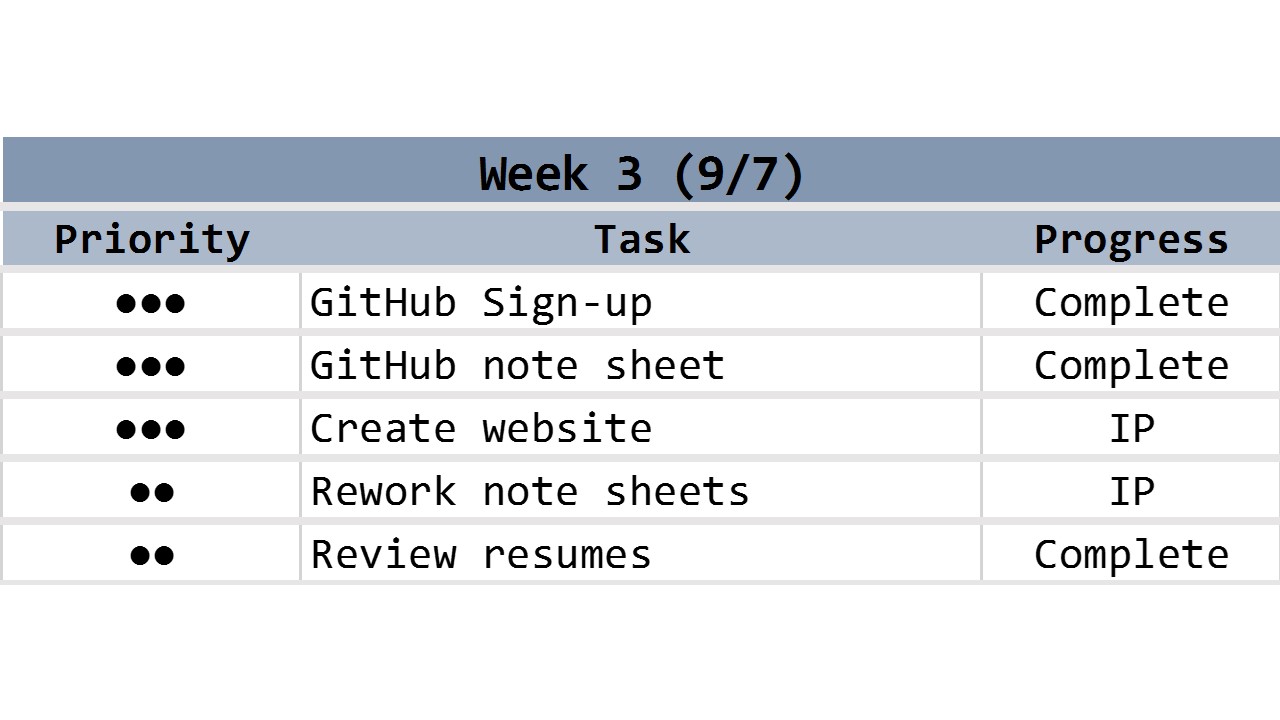 Week 3 (9/7)
Priority Task Progress
●●● GitHub Sign-up Complete
●●● GitHub note sheet Complete
●●● Create website IP
●● Rework note sheets IP
●● Review resumes Complete